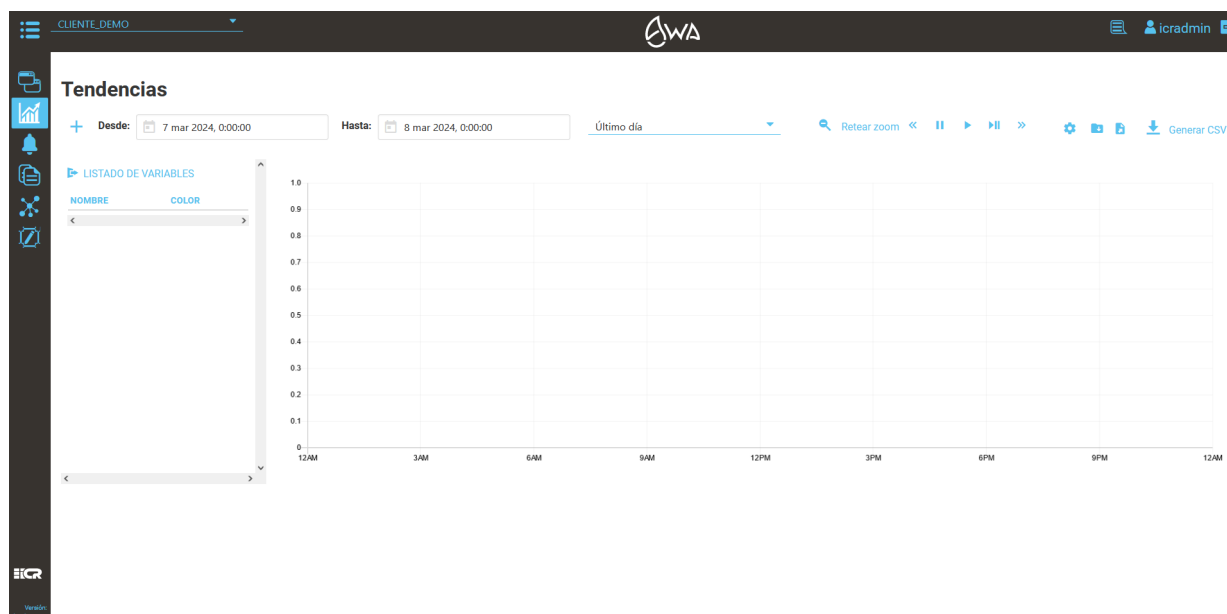 CLIENTE_DEMO
AWA
icradmin
Tendencias
Desde: 7 mar 2024, 0:00:00 Hasta: 8 mar 2024, 0:00:00 Último día Retear zoom Generar CSV
LISTADO DE VARIABLES
NOMBRE COLOR
1.0
0.9
0.8
0.7
0.6
0.5
0.4
0.3
0.2
0.1
0
12AM 3AM 6AM 9AM 12PM 3PM 6PM 9PM 12AM
iCR
Versión: